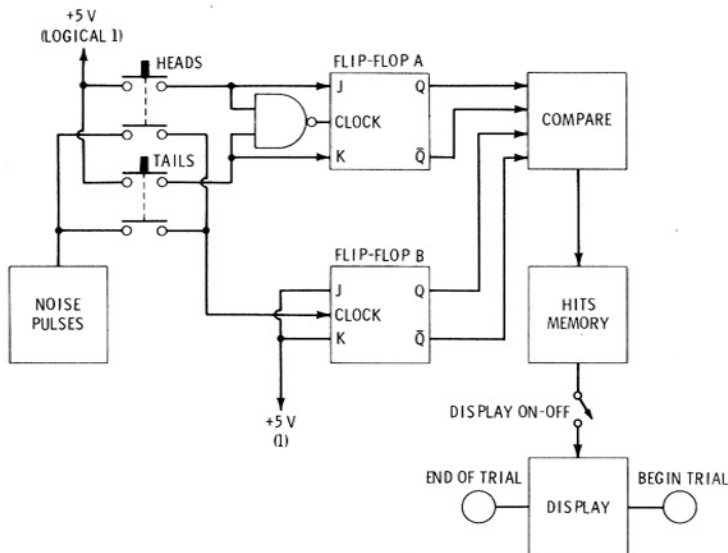 +5 V
(LOGICAL 1)
HEADS
TAILS
NOISE
PULSES
FLIP-FLOP A
J
Q
CLOCK
K
Q̅
FLIP-FLOP B
J
Q
CLOCK
K
Q̅
+5 V
(1)
COMPARE
HITS
MEMORY
DISPLAY ON-OFF
END OF TRIAL
BEGIN TRIAL
DISPLAY